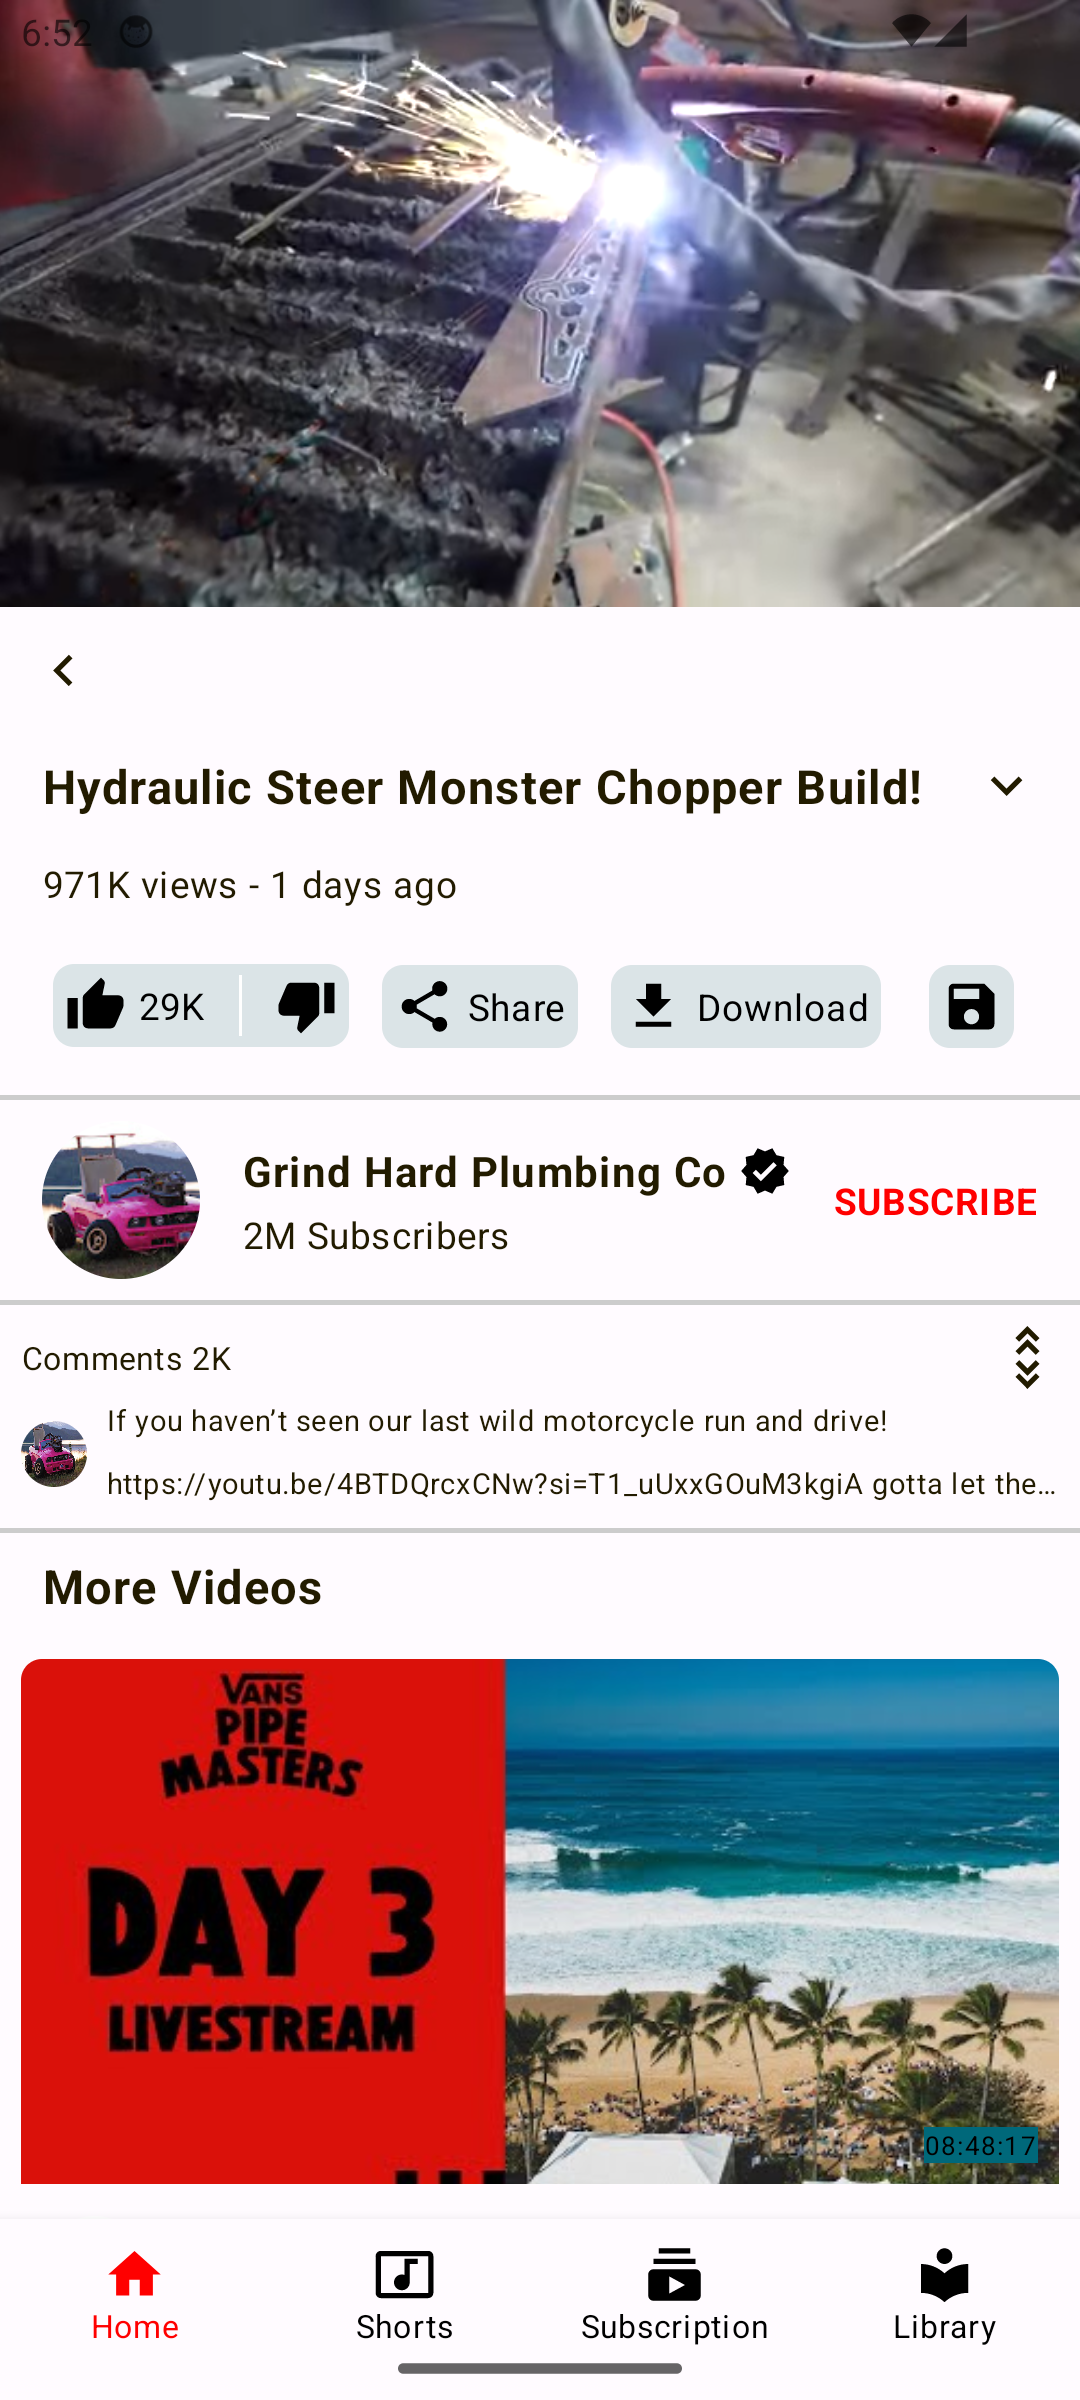 6:52
Hydraulic Steer Monster Chopper Build!
971K views - 1 days ago
29K
Share
Download
Grind Hard Plumbing Co
2M Subscribers
SUBSCRIBE
Comments 2K
If you haven’t seen our last wild motorcycle run and drive!
https://youtu.be/4BTDQrcxCNw?si=T1_uUxxGOuM3kgiA gotta let the…
More Videos
VANS
PIPE
MASTERS
DAY 3
LIVESTREAM
08:48:17
Home
Shorts
Subscription
Library